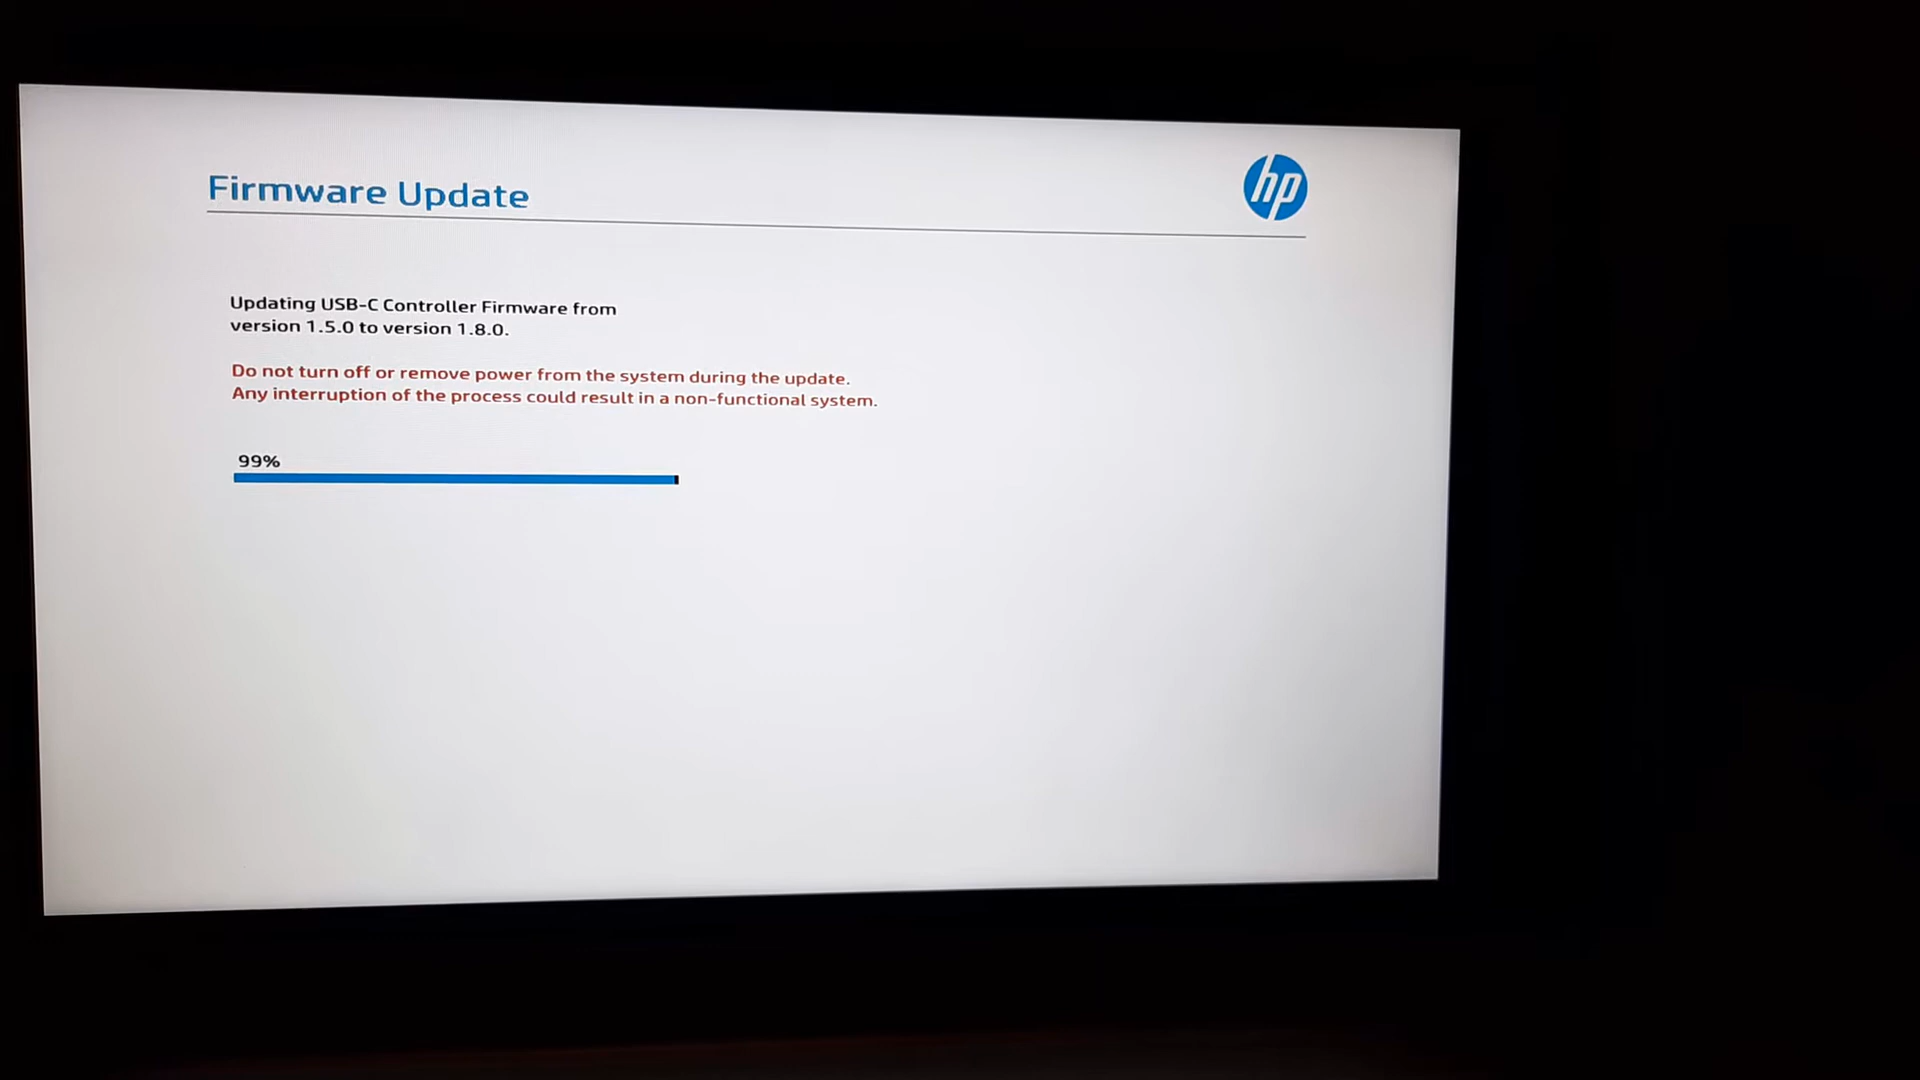 Firmware Update
hp
Updating USB-C Controller Firmware from
version 1.5.0 to version 1.8.0.
Do not turn off or remove power from the system during the update.
Any interruption of the process could result in a non-functional system.
99%